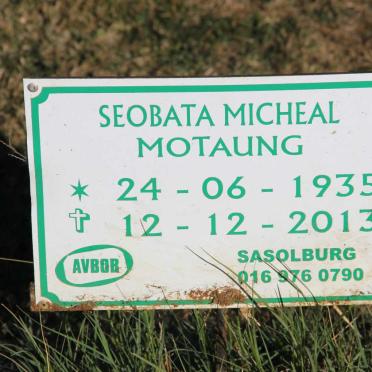 SEOBATA MICHEAL
MOTAUNG
24 - 06 - 1935
12 - 12 - 2013
AVBOB
SASOLBURG
016 976 0790